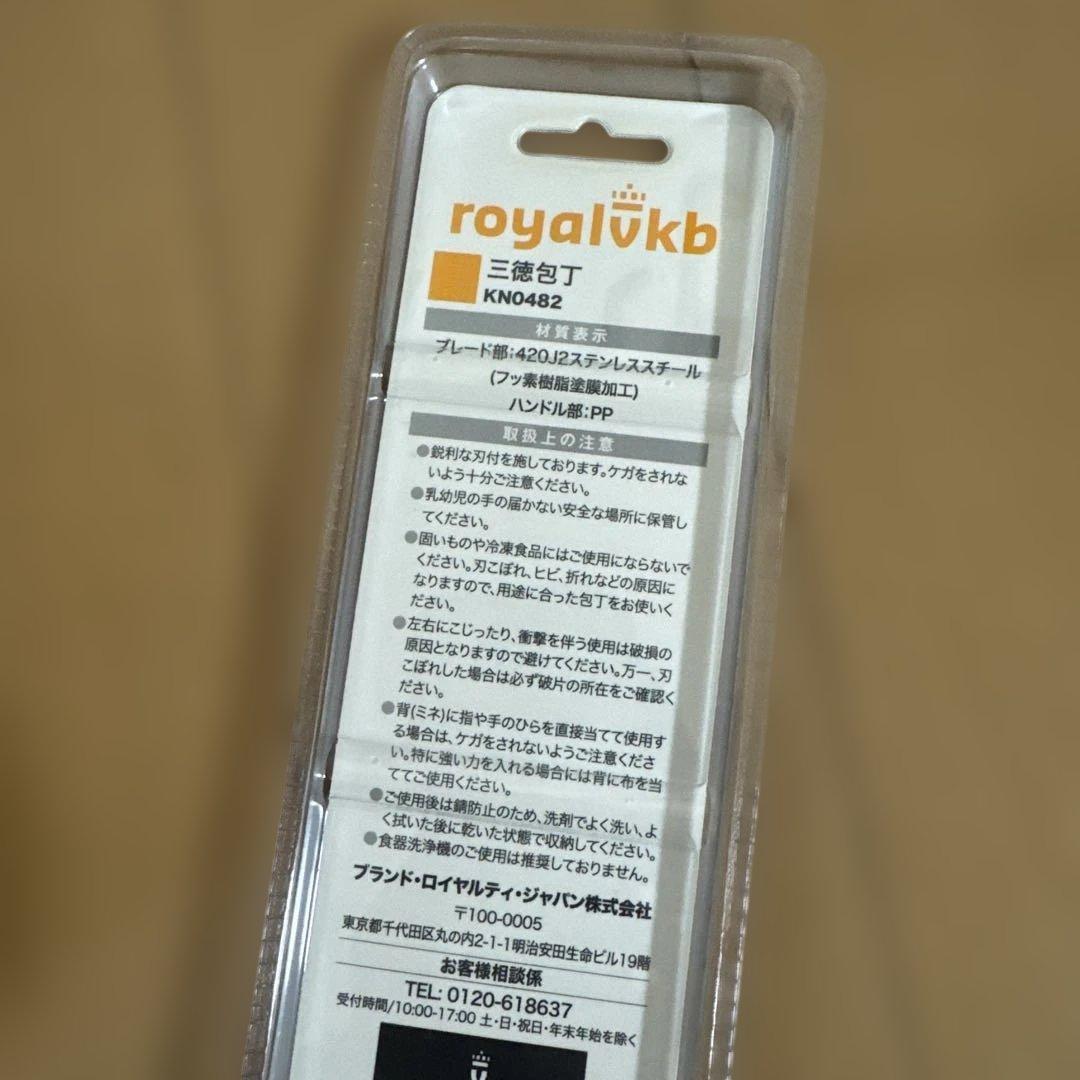 royalvkb
三徳包丁
KN0482
材質表示
ブレード部:420J2ステンレススチール
(フッ素樹脂塗膜加工)
ハンドル部:PP
取扱上の注意
●鋭利な刃付を施しております。ケガをされな
いよう十分ご注意ください。
●乳幼児の手の届かない安全な場所に保管し
てください。
●固いものや冷凍食品にはご使用にならないで
ください。刃こぼれ、ヒビ、折れなどの原因に
なりますので、用途に合った包丁をお使いく
ださい。
●左右にこじったり、衝撃を伴う使用は破損の
原因となりますので避けてください。万一、刃
こぼれした場合は必ず破片の所在をご確認く
ださい。
●背(ミネ)に指や手のひらを直接当てて使用す
る場合は、ケガをされないようご注意くださ
い。特に強い力を入れる場合には背に布を当
ててご使用ください。
●ご使用後は錆防止のため、洗剤でよく洗い、よ
く拭いた後に乾いた状態で収納してください。
●食器洗浄機のご使用は推奨しておりません。
ブランド・ロイヤルティ・ジャパン株式会社
〒100-0005
東京都千代田区丸の内2-1-1明治安田生命ビル19階
お客様相談係
TEL: 0120-618637
受付時間/10:00-17:00 土・日・祝日・年末年始を除く